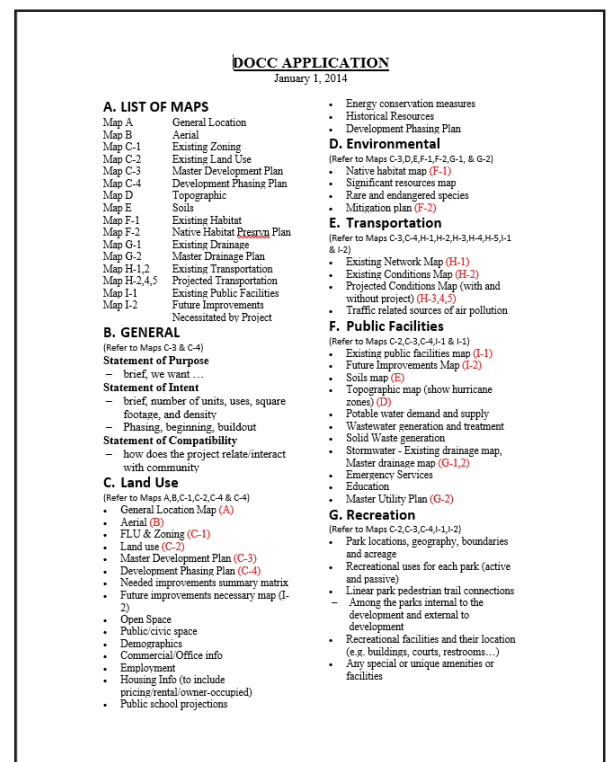 DOCC APPLICATION
January 1, 2014
A. LIST OF MAPS
Map A General Location
Map B Aerial
Map C-1 Existing Zoning
Map C-2 Existing Land Use
Map C-3 Master Development Plan
Map C-4 Development Phasing Plan
Map D Topographic
Map E Soils
Map F-1 Existing Habitat
Map F-2 Native Habitat Presrvn Plan
Map G-1 Existing Drainage
Map G-2 Master Drainage Plan
Map H-1,2 Existing Transportation
Map H-2,4,5 Projected Transportation
Map I-1 Existing Public Facilities
Map I-2 Future Improvements
Necessitated by Project
B. GENERAL
(Refer to Maps C-3 & C-4)
Statement of Purpose
– brief, we want …
Statement of Intent
– brief, number of units, uses, square
footage, and density
– Phasing, beginning, buildout
Statement of Compatibility
– how does the project relate/interact
with community
C. Land Use
(Refer to Maps A,B,C-1,C-2,C-4 & C-4)
• General Location Map (A)
• Aerial (B)
• FLU & Zoning (C-1)
• Land use (C-2)
• Master Development Plan (C-3)
• Development Phasing Plan (C-4)
• Needed improvements summary matrix
• Future improvements necessary map (I-
2)
• Open Space
• Public/civic space
• Demographics
• Commercial/Office info
• Employment
• Housing Info (to include
pricing/rental/owner-occupied)
• Public school projections
• Energy conservation measures
• Historical Resources
• Development Phasing Plan
D. Environmental
(Refer to Maps C-3,D,E,F-1,F-2,G-1, & G-2)
• Native habitat map (F-1)
• Significant resources map
• Rare and endangered species
• Mitigation plan (F-2)
E. Transportation
(Refer to Maps C-3,C-4,H-1,H-2,H-3,H-4,H-5,I-1
& I-2)
• Existing Network Map (H-1)
• Existing Conditions Map (H-2)
• Projected Conditions Map (with and
without project) (H-3,4,5)
• Traffic related sources of air pollution
F. Public Facilities
(Refer to Maps C-2,C-3,C-4,I-1 & I-1)
• Existing public facilities map (I-1)
• Future Improvements Map (I-2)
• Soils map (E)
• Topographic map (show hurricane
zones) (D)
• Potable water demand and supply
• Wastewater generation and treatment
• Solid Waste generation
• Stormwater - Existing drainage map,
Master drainage map (G-1,2)
• Emergency Services
• Education
• Master Utility Plan (G-2)
G. Recreation
(Refer to Maps C-2,C-3,C-4,I-1,I-2)
• Park locations, geography, boundaries
and acreage
• Recreational uses for each park (active
and passive)
• Linear park pedestrian trail connections
– Among the parks internal to the
development and external to
development
• Recreational facilities and their location
(e.g. buildings, courts, restrooms…)
• Any special or unique amenities or
facilities